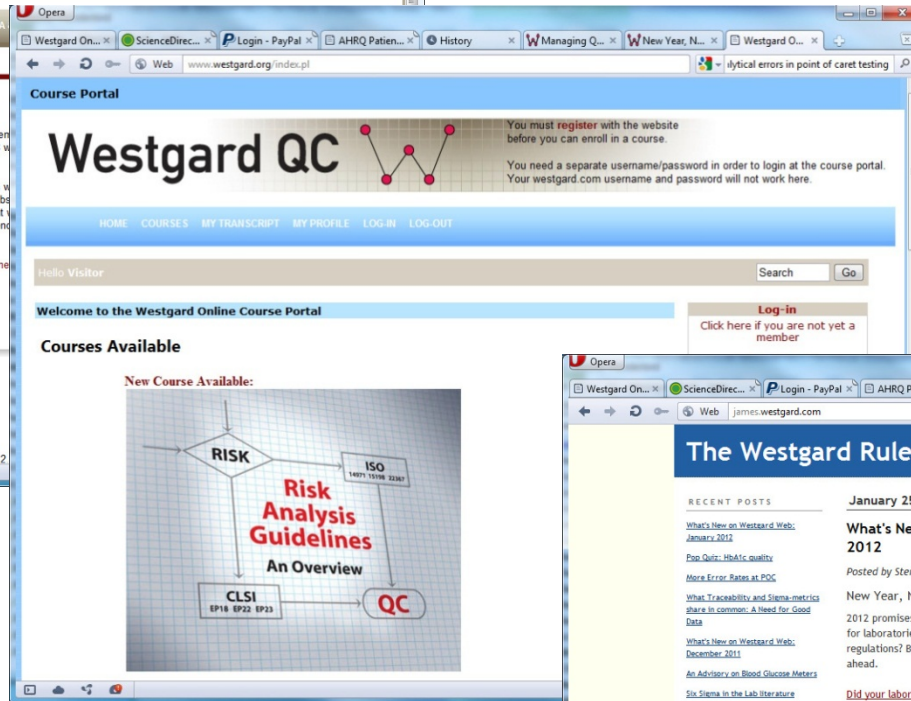 Opera
Westgard On...
ScienceDirec...
Login - PayPal
AHRQ Patien...
History
Managing Q...
New Year, N...
Westgard O...
Web www.westgard.org/index.pl
lytical errors in point of caret testing
Course Portal
Westgard QC
You must register with the website
before you can enroll in a course.
You need a separate username/password in order to login at the course portal.
Your westgard.com username and password will not work here.
HOME COURSES MY TRANSCRIPT MY PROFILE LOG-IN LOG-OUT
Hello Visitor
Search Go
Welcome to the Westgard Online Course Portal
Log-in
Click here if you are not yet a
member
Courses Available
New Course Available:
RISK
ISO
14971 15198 22367
Risk
Analysis
Guidelines
An Overview
CLSI
EP18 EP22 EP23
QC
Opera
Westgard On...
ScienceDirec...
Login - PayPal
AHRQ P
Web james.westgard.com
The Westgard Rule
RECENT POSTS
What's New on Westgard Web:
January 2012
Pop Quiz: HbA1c quality
More Error Rates at POC
What Traceability and Sigma-metrics
share in common: A Need for Good
Data
What's New on Westgard Web:
December 2011
An Advisory on Blood Glucose Meters
Six Sigma in the Lab literature
January 2
What's Ne
2012
Posted by Ste
New Year, N
2012 promise
for laboratorie
regulations? B
ahead.
Did your labor